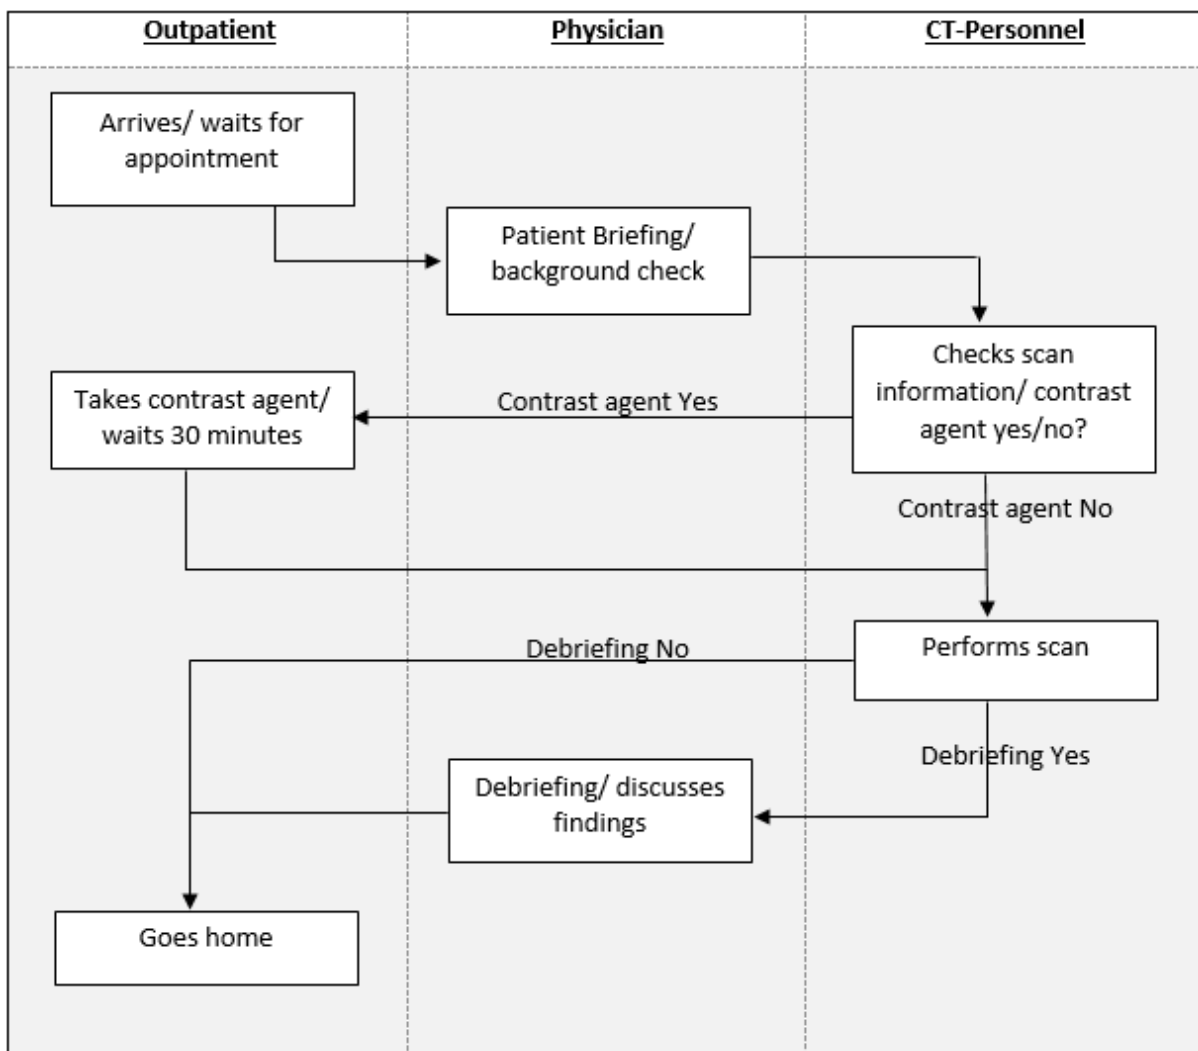 Outpatient
Physician
CT-Personnel
Arrives/ waits for
appointment
Patient Briefing/
background check
Checks scan
information/ contrast
agent yes/no?
Contrast agent Yes
Takes contrast agent/
waits 30 minutes
Contrast agent No
Performs scan
Debriefing No
Debriefing Yes
Debriefing/ discusses
findings
Goes home